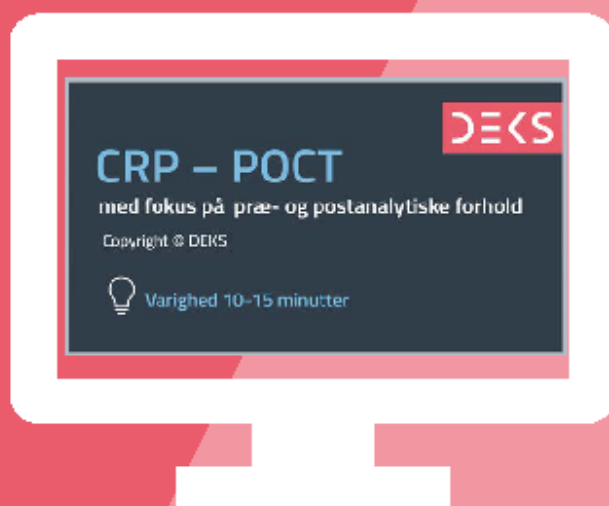 DEKS
CRP – POCT
med fokus på præ- og postanalytiske forhold
Copyright © DEKS
Varighed 10-15 minutter